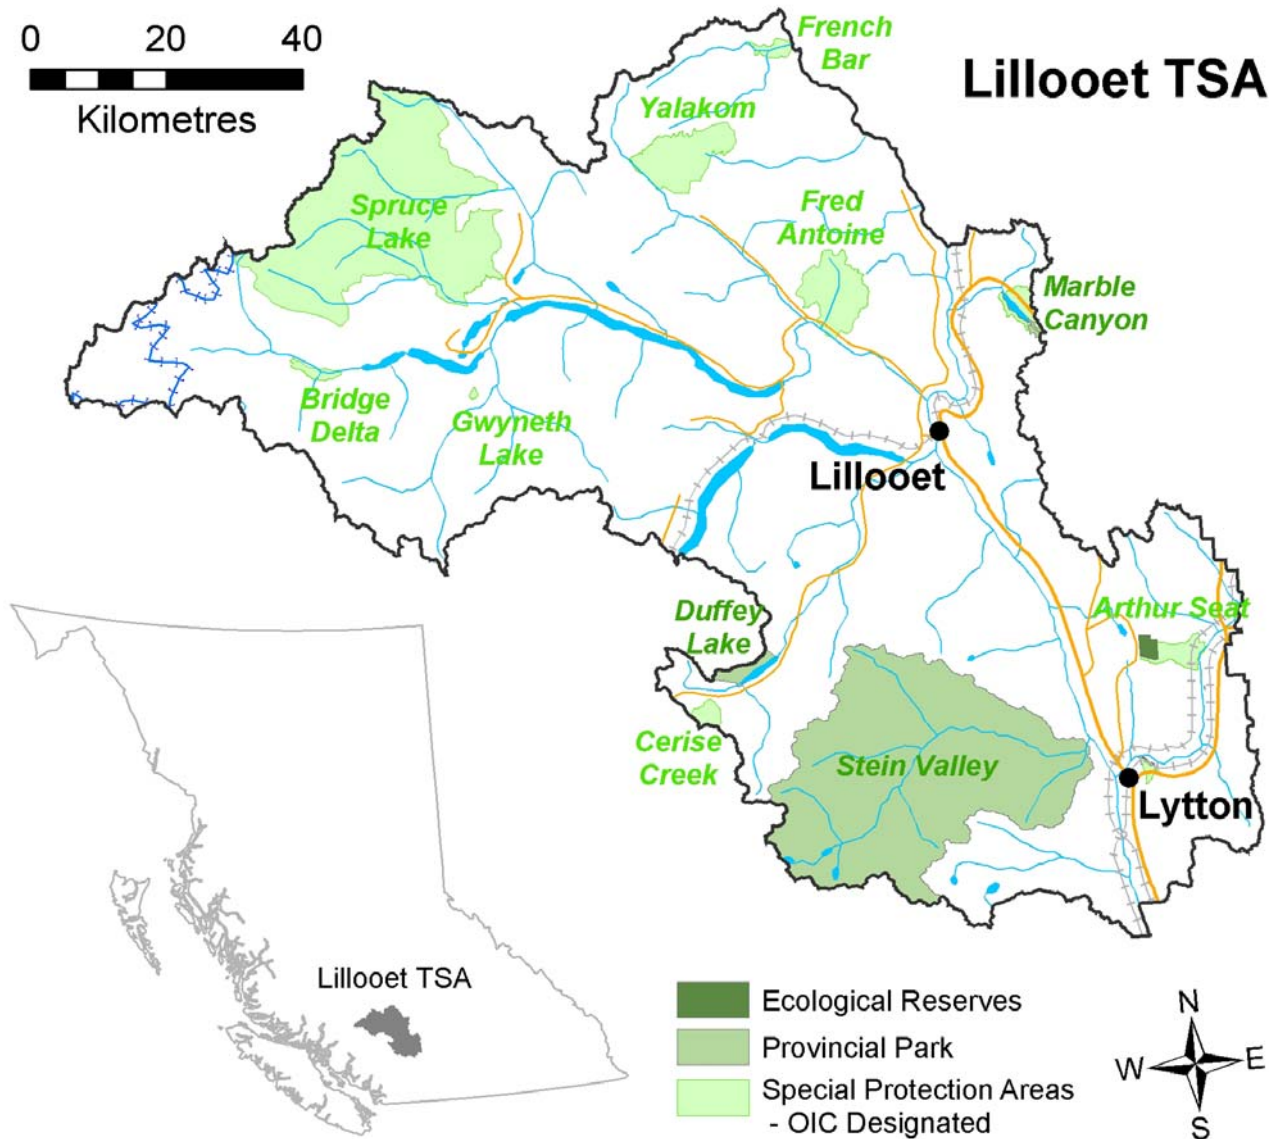 0 20 40
Kilometres
Lillooet TSA
French
Bar
Yalakom
Spruce
Lake
Fred
Antoine
Marble
Canyon
Bridge
Delta
Gwyneth
Lake
Lillooet
Duffey
Lake
Arthur Seat
Cerise
Creek
Stein Valley
Lytton
Lillooet TSA
Ecological Reserves
Provincial Park
Special Protection Areas
- OIC Designated
N
W E
S